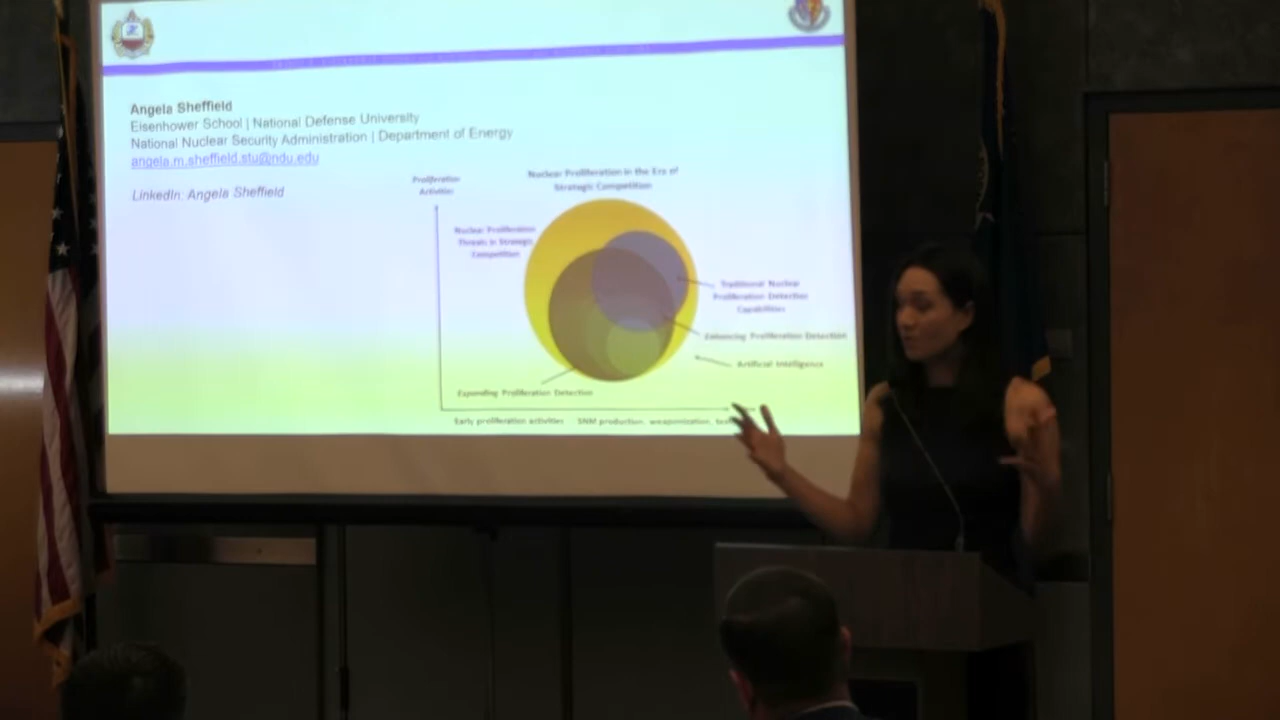 Angela Sheffield
Eisenhower School | National Defense University
National Nuclear Security Administration | Department of Energy
angela.m.sheffield.stu@ndu.edu
LinkedIn: Angela Sheffield
Proliferation
Activities
Nuclear Proliferation in the Era of
Strategic Competition
Nuclear Proliferation
Threats in Strategic
Competition
Traditional Nuclear
Proliferation Detection
Capabilities
Enhancing Proliferation Detection
Artificial Intelligence
Expanding Proliferation Detection
Early proliferation activities
SNM production, weaponization,